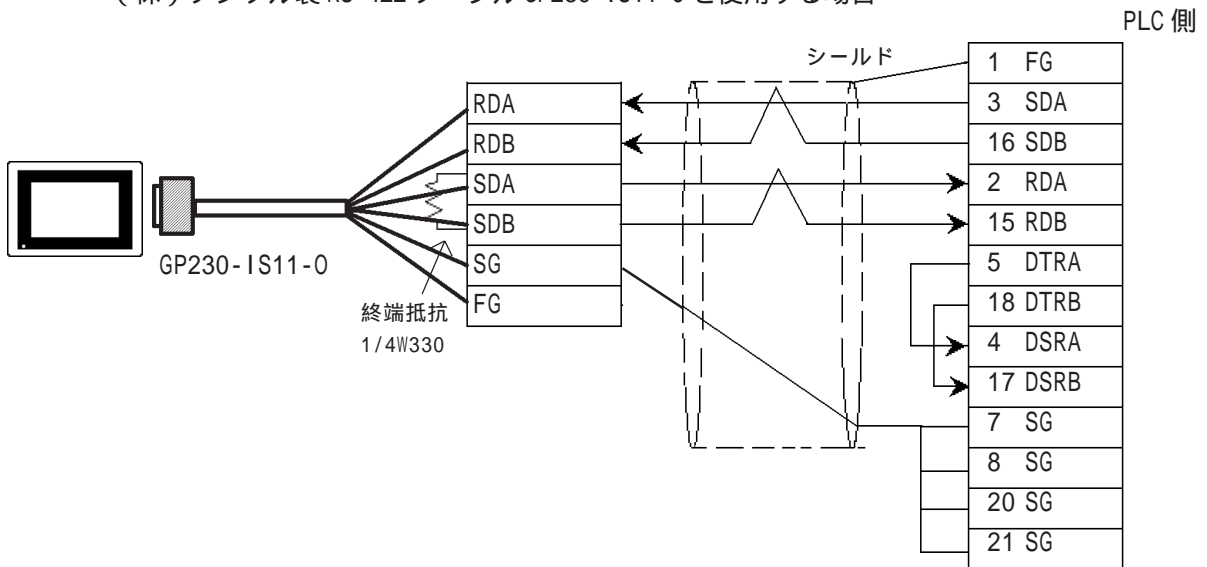 PLC 側
シールド
RDA
RDB
SDA
SDB
SG
FG
GP230-IS11-O
終端抵抗
1/4W330
1 FG
3 SDA
16 SDB
2 RDA
15 RDB
5 DTRA
18 DTRB
4 DSRA
17 DSRB
7 SG
8 SG
20 SG
21 SG